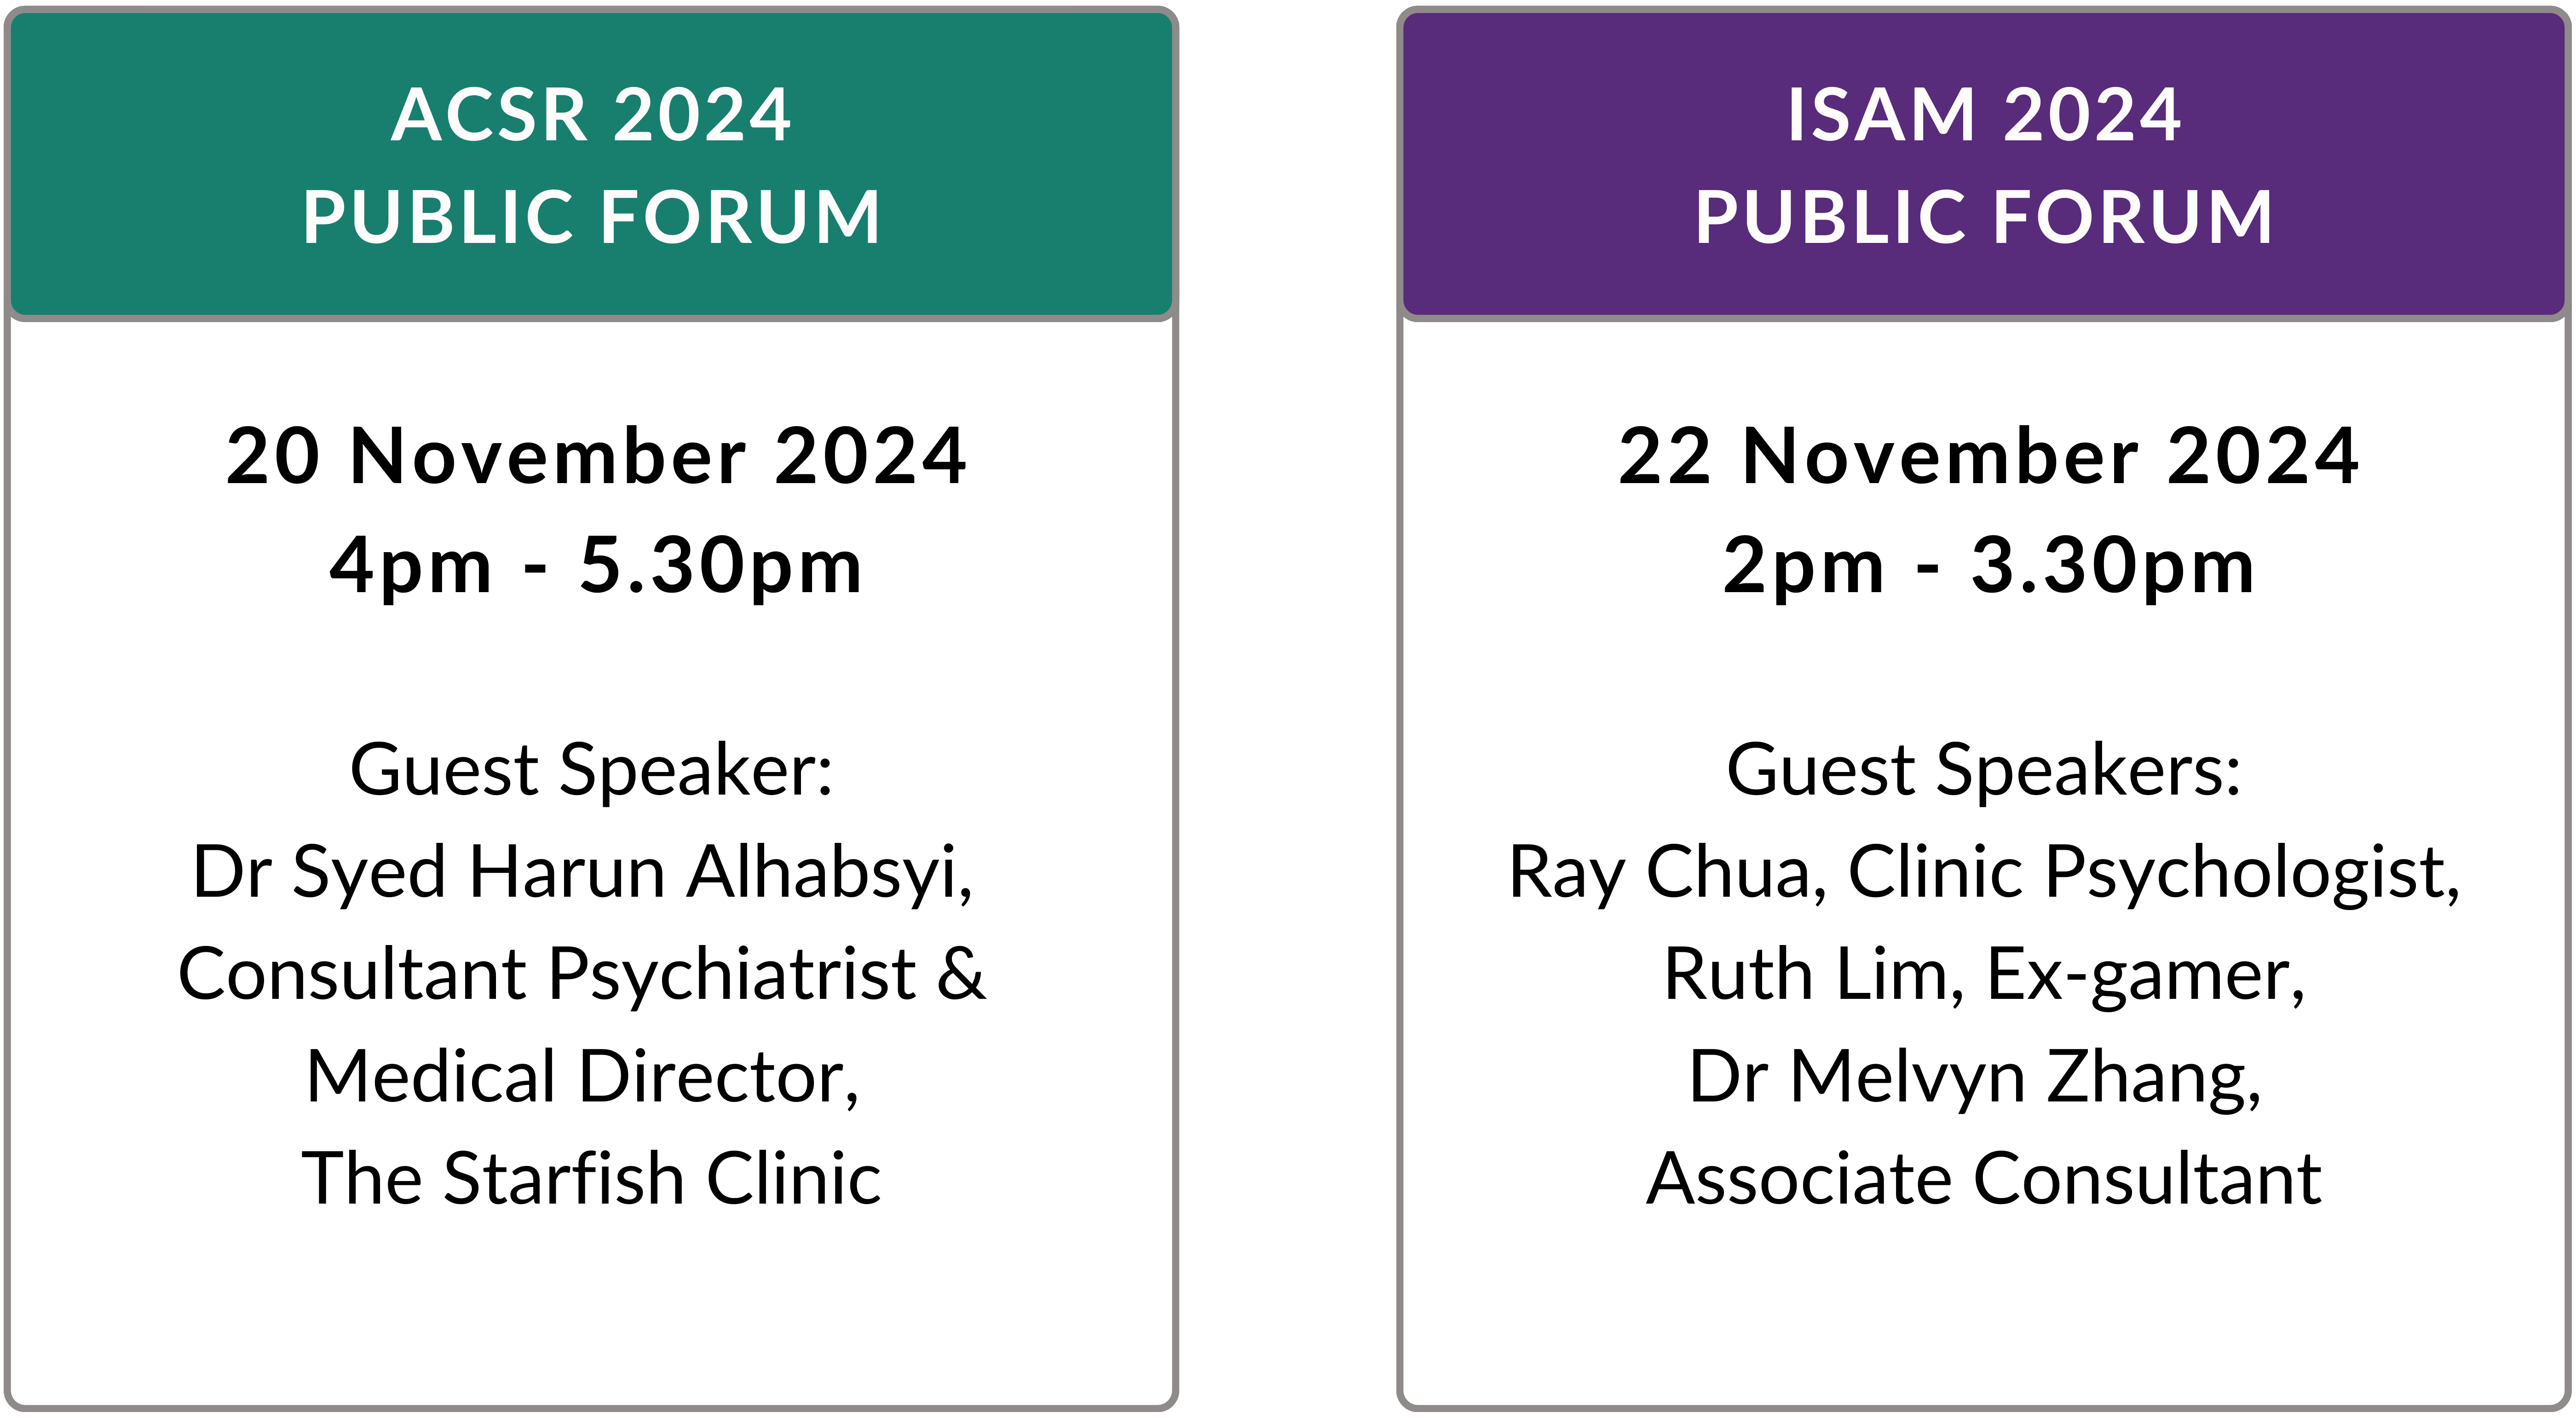 ACSR 2024
PUBLIC FORUM
20 November 2024
4pm - 5.30pm
Guest Speaker:
Dr Syed Harun Alhabsyi,
Consultant Psychiatrist &
Medical Director,
The Starfish Clinic
ISAM 2024
PUBLIC FORUM
22 November 2024
2pm - 3.30pm
Guest Speakers:
Ray Chua, Clinic Psychologist,
Ruth Lim, Ex-gamer,
Dr Melvyn Zhang,
Associate Consultant